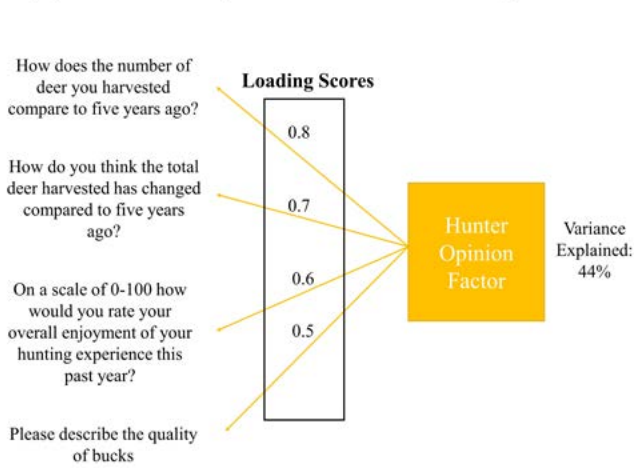 How does the number of
deer you harvested
compare to five years ago?
Loading Scores
0.8
How do you think the total
deer harvested has changed
compared to five years
ago?
0.7
Hunter
Opinion
Factor
Variance
Explained:
44%
On a scale of 0-100 how
would you rate your
overall enjoyment of your
hunting experience this
past year?
0.6
0.5
Please describe the quality
of bucks